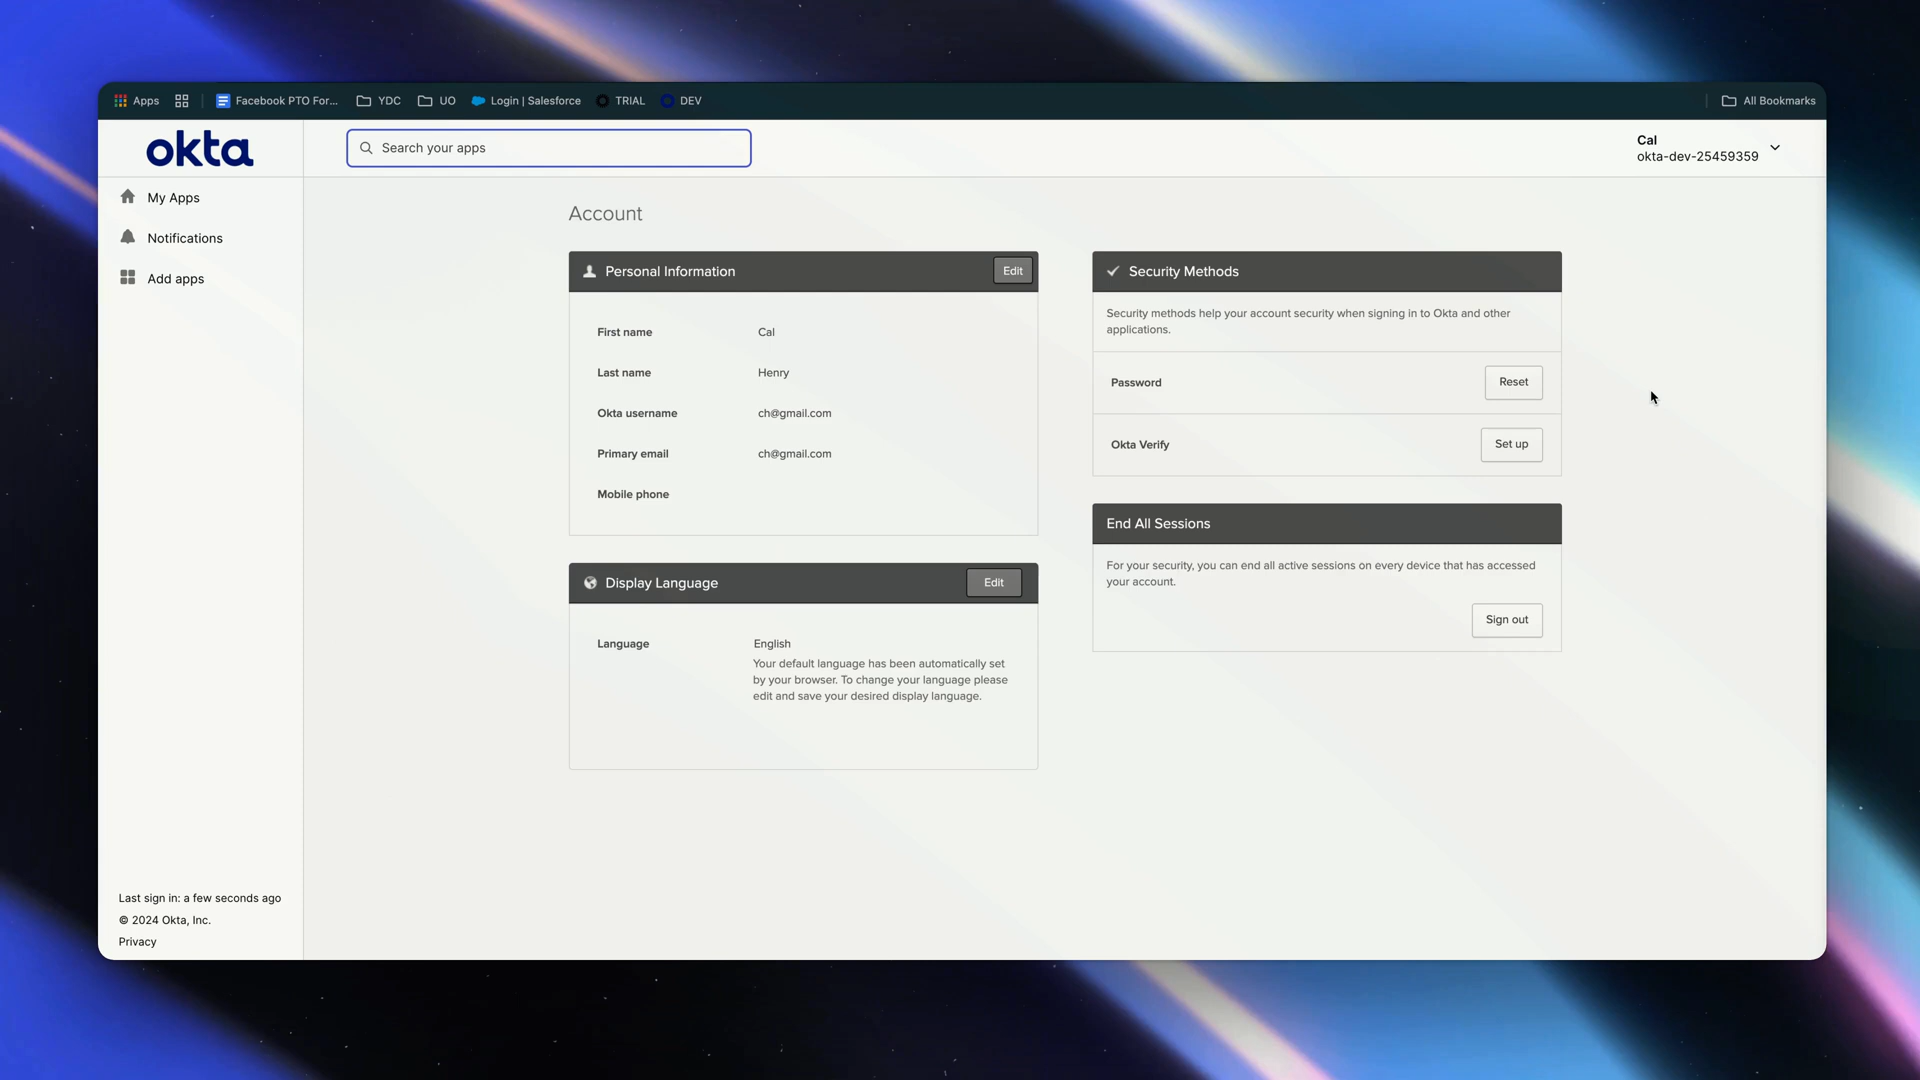 Apps
Facebook PTO For...
YDC
UO
Login | Salesforce
TRIAL
DEV
All Bookmarks
okta
Search your apps
Cal
okta-dev-25459359
My Apps
Notifications
Add apps
Account
Personal Information
Edit
First name Cal
Last name Henry
Okta username ch@gmail.com
Primary email ch@gmail.com
Mobile phone
Display Language
Edit
Language English
Your default language has been automatically set
by your browser. To change your language please
edit and save your desired display language.
Security Methods
Security methods help your account security when signing in to Okta and other
applications.
Password Reset
Okta Verify Set up
End All Sessions
For your security, you can end all active sessions on every device that has accessed
your account.
Sign out
Last sign in: a few seconds ago
© 2024 Okta, Inc.
Privacy